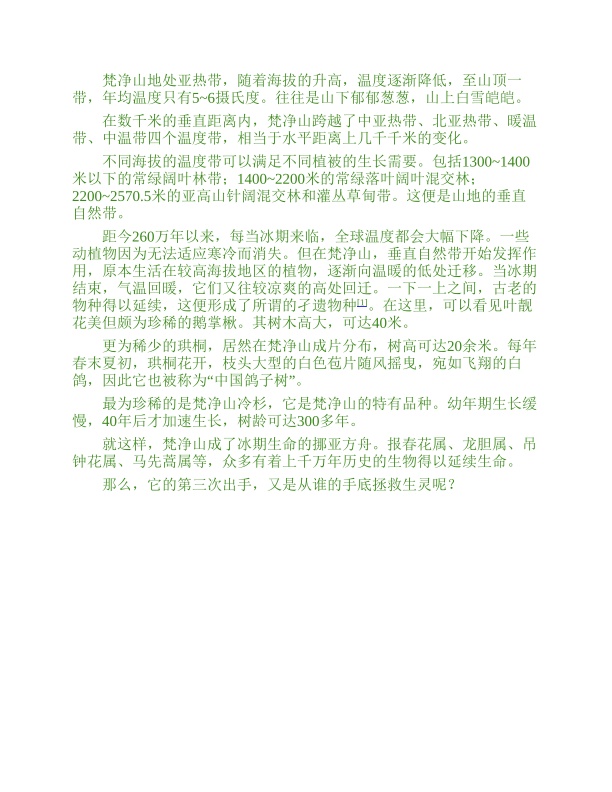 梵净山地处亚热带，随着海拔的升高，温度逐渐降低，至山顶一
带，年均温度只有5~6摄氏度。往往是山下郁郁葱葱，山上白雪皑皑。
在数千米的垂直距离内，梵净山跨越了中亚热带、北亚热带、暖温
带、中温带四个温度带，相当于水平距离上几千千米的变化。
不同海拔的温度带可以满足不同植被的生长需要。包括1300~1400
米以下的常绿阔叶林带；1400~2200米的常绿落叶阔叶混交林；
2200~2570.5米的亚高山针阔混交林和灌丛草甸带。这便是山地的垂直
自然带。
距今260万年以来，每当冰期来临，全球温度都会大幅下降。一些
动植物因为无法适应寒冷而消失。但在梵净山，垂直自然带开始发挥作
用，原本生活在较高海拔地区的植物，逐渐向温暖的低处迁移。当冰期
结束，气温回暖，它们又往较凉爽的高处回迁。一下一上之间，古老的
物种得以延续，这便形成了所谓的孑遗物种[1]。在这里，可以看见叶靓
花美但颇为珍稀的鹅掌楸。其树木高大，可达40米。
更为稀少的珙桐，居然在梵净山成片分布，树高可达20余米。每年
春末夏初，珙桐花开，枝头大型的白色苞片随风摇曳，宛如飞翔的白
鸽，因此它也被称为“中国鸽子树”。
最为珍稀的是梵净山冷杉，它是梵净山的特有品种。幼年期生长缓
慢，40年后才加速生长，树龄可达300多年。
就这样，梵净山成了冰期生命的挪亚方舟。报春花属、龙胆属、吊
钟花属、马先蒿属等，众多有着上千万年历史的生物得以延续生命。
那么，它的第三次出手，又是从谁的手底拯救生灵呢？